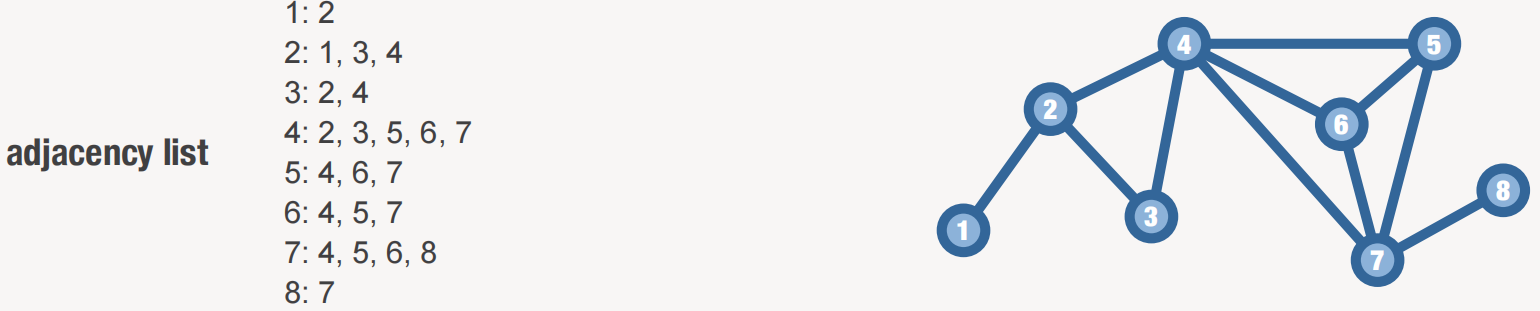 adjacency list
1: 2
2: 1, 3, 4
3: 2, 4
4: 2, 3, 5, 6, 7
5: 4, 6, 7
6: 4, 5, 7
7: 4, 5, 6, 8
8: 7
4
5
2
6
8
3
1
7